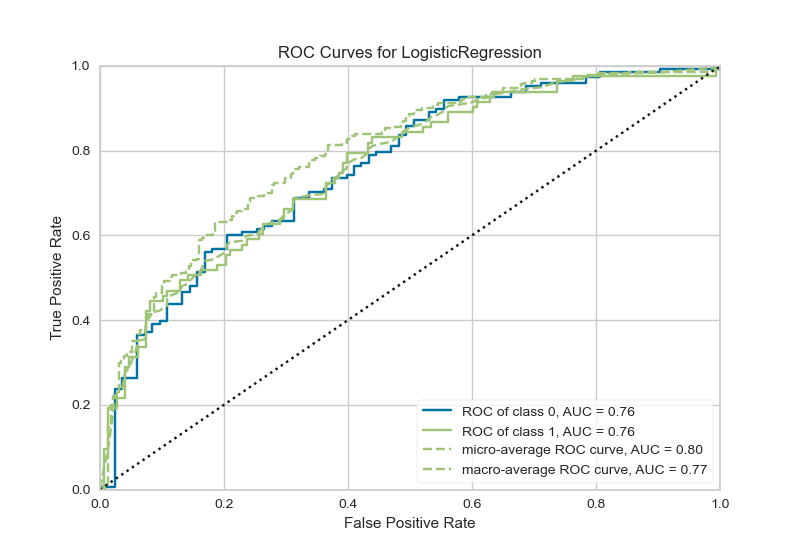 ROC Curves for LogisticRegression
1.0
0.8
0.6
0.4
0.2
0.0
True Positive Rate
ROC of class 0, AUC = 0.76
ROC of class 1, AUC = 0.76
micro-average ROC curve, AUC = 0.80
macro-average ROC curve, AUC = 0.77
0.0 0.2 0.4 0.6 0.8 1.0
False Positive Rate